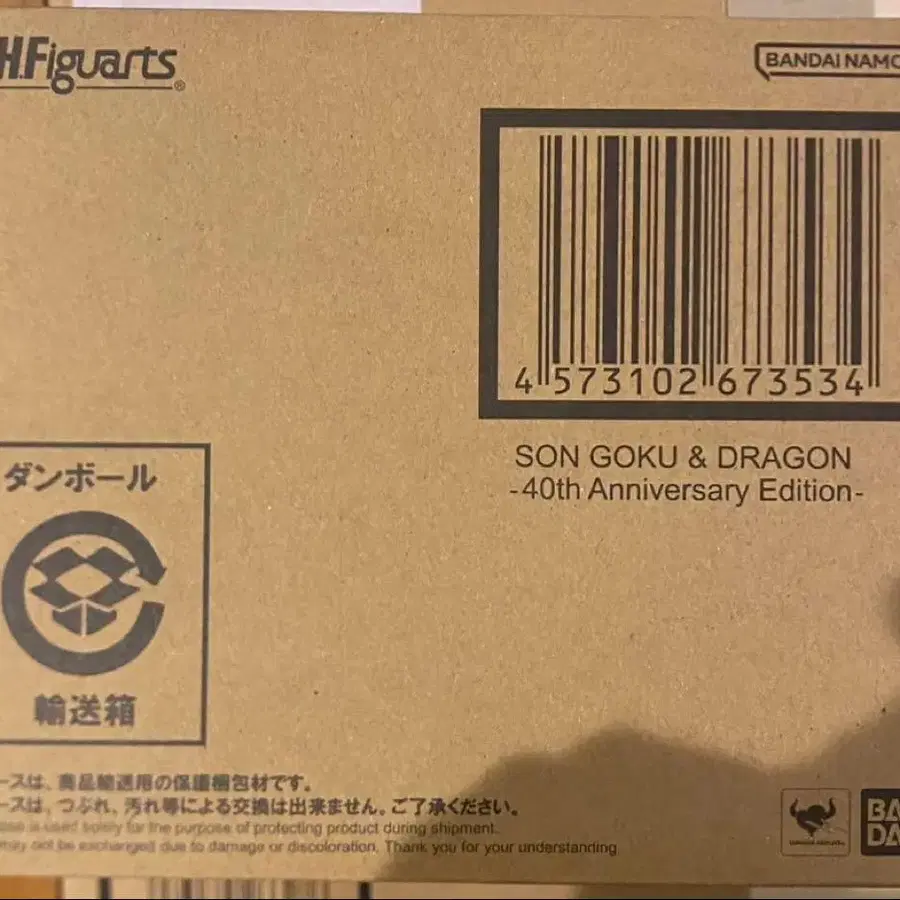 H.Figuarts®
BANDAI NAMCO
4 573102 673534
SON GOKU & DRAGON
-40th Anniversary Edition-
ダンボール
輸送箱
ースは、商品輸送用の保護梱包材です。
ースは、つぶれ、汚れ等による交換は出来ません。ご了承ください。
is used solely for the purpose of protecting product during shipment.
may not be exchanged due to damage or discoloration. Thank you for your understanding
BA
DA